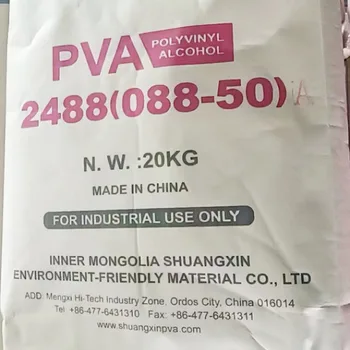 PVA POLYVINYL
ALCOHOL
2488(088-50)A
N. W. :20KG
MADE IN CHINA
FOR INDUSTRIAL USE ONLY
INNER MONGOLIA SHUANGXIN
ENVIRONMENT-FRIENDLY MATERIAL CO., LTD
ADD: Mengxi Hi-Tech Industry Zone, Ordos City, China 016014
Tel: +86-477-6431310 Fax: +86-477-6431311
www.shuangxinpva.com